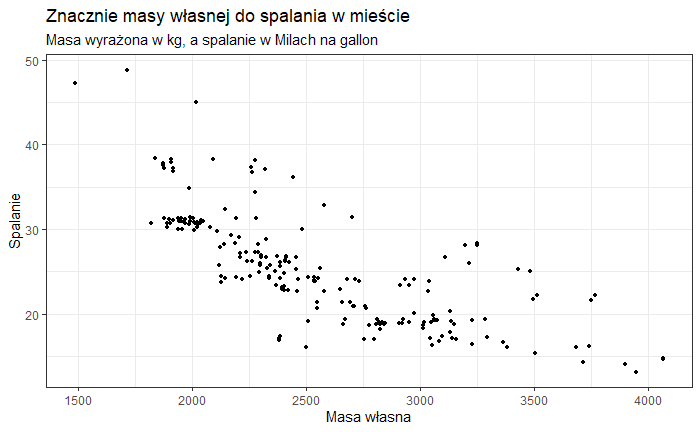 Znacznie masy własnej do spalania w mieście
Masa wyrażona w kg, a spalanie w Milach na gallon
50
40
30
20
Spalanie
1500 2000 2500 3000 3500 4000
Masa własna